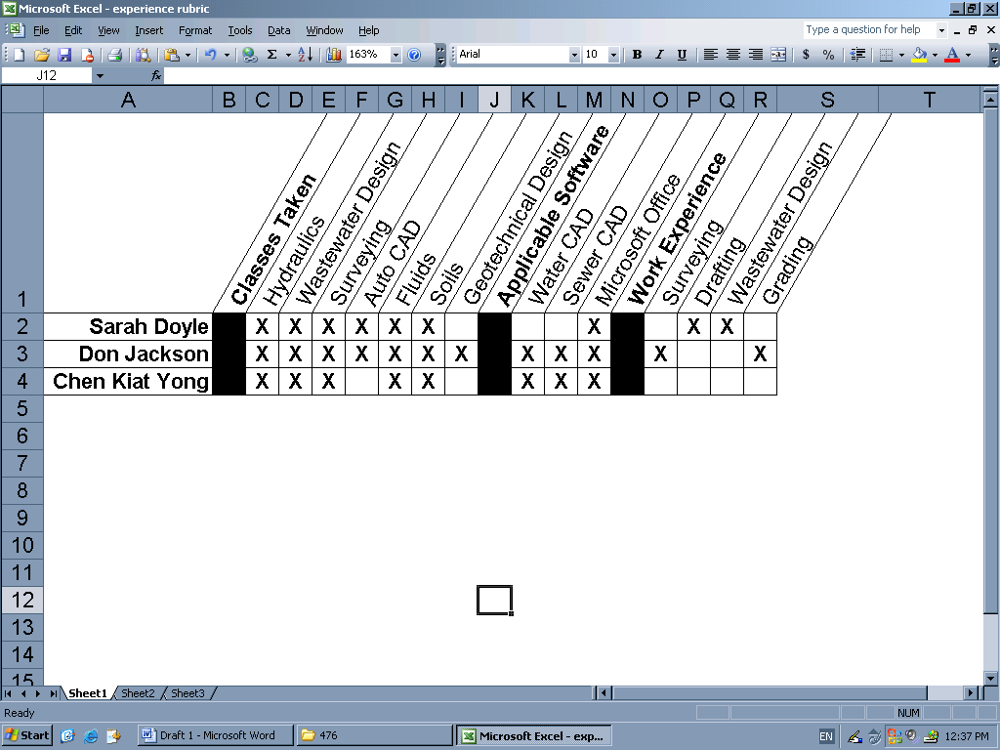 Microsoft Excel - experience rubric
File Edit View Insert Format Tools Data Window Help
Type a question for help
163%
Arial
10
B I U
$ %
J12
fx
A B C D E F G H I J K L M N O P Q R S T
1
Classes Taken
Hydraulics
Wastewater Design
Surveying
Auto CAD
Fluids
Soils
Geotechnical Design
Applicable Software
Water CAD
Sewer CAD
Microsoft Office
Work Experience
Surveying
Drafting
Wastewater Design
Grading
2 Sarah Doyle X X X X X X X X X
3 Don Jackson X X X X X X X X X X X X
4 Chen Kiat Yong X X X X X X X X
5
6
7
8
9
10
11
12
13
14
15
Sheet1 Sheet2 Sheet3
Ready
NUM
Start
Draft 1 - Microsoft Word
476
Microsoft Excel - exp...
EN
12:37 PM